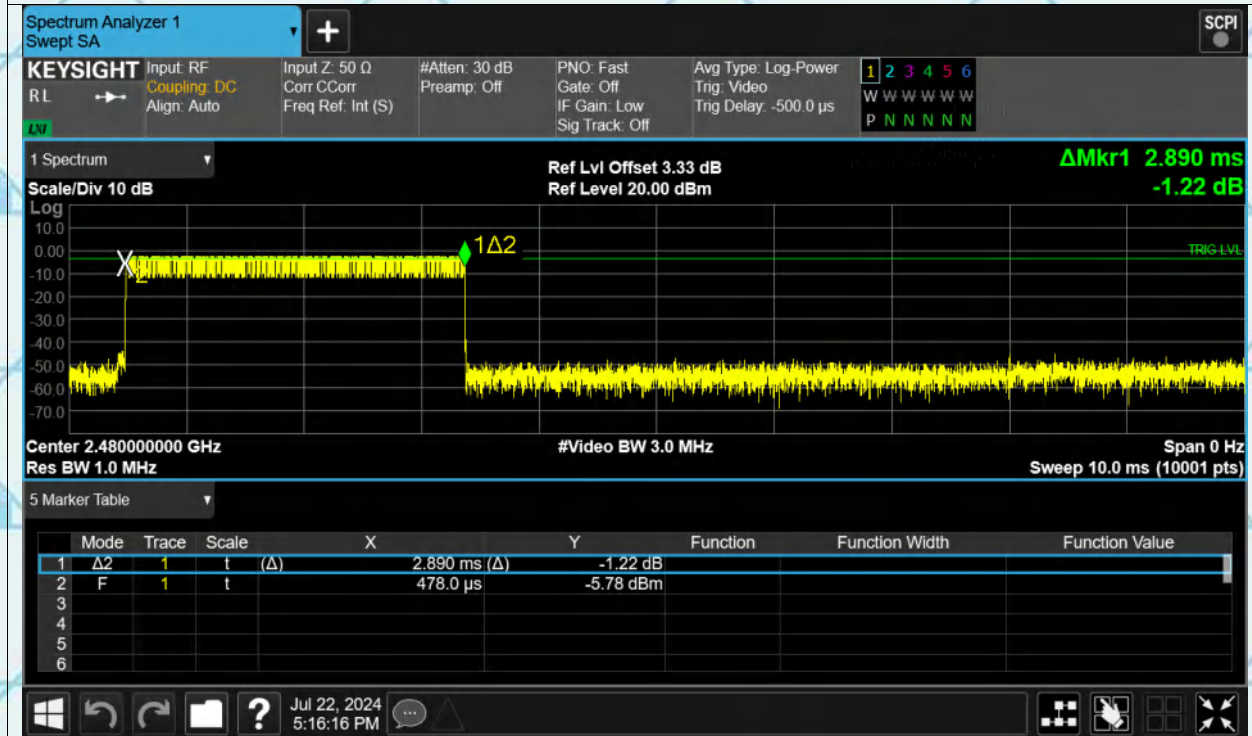 Spectrum Analyzer 1
Swept SA
SCPI
KEYSIGHT
RL
LXI
Input: RF
Coupling: DC
Align: Auto
Input Z: 50 Ω
Corr CCorr
Freq Ref: Int (S)
#Atten: 30 dB
Preamp: Off
PNO: Fast
Gate: Off
IF Gain: Low
Sig Track: Off
Avg Type: Log-Power
Trig: Video
Trig Delay: -500.0 µs
1 2 3 4 5 6
W W W W W W
P N N N N N
1 Spectrum
Ref Lvl Offset 3.33 dB
ΔMkr1 2.890 ms
Scale/Div 10 dB
Ref Level 20.00 dBm
-1.22 dB
Log
10.0
0.00
-10.0
-20.0
-30.0
-40.0
-50.0
-60.0
-70.0
1Δ2
TRIG LVL
2
Center 2.480000000 GHz
#Video BW 3.0 MHz
Span 0 Hz
Res BW 1.0 MHz
Sweep 10.0 ms (10001 pts)
5 Marker Table
Mode Trace Scale X Y Function Function Width Function Value
1 Δ2 1 t (Δ) 2.890 ms (Δ) -1.22 dB
2 F 1 t 478.0 µs -5.78 dBm
3
4
5
6
?
Jul 22, 2024
5:16:16 PM